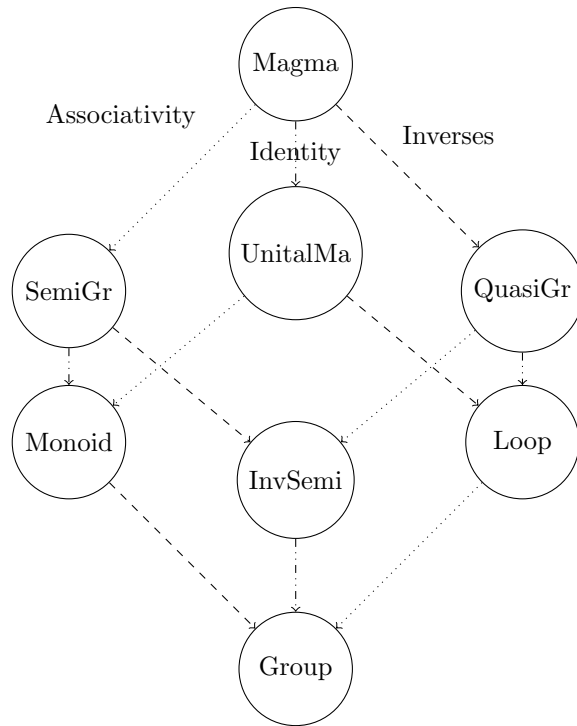 Magma
Associativity
Inverses
Identity
UnitalMa
SemiGr
QuasiGr
Monoid
Loop
InvSemi
Group